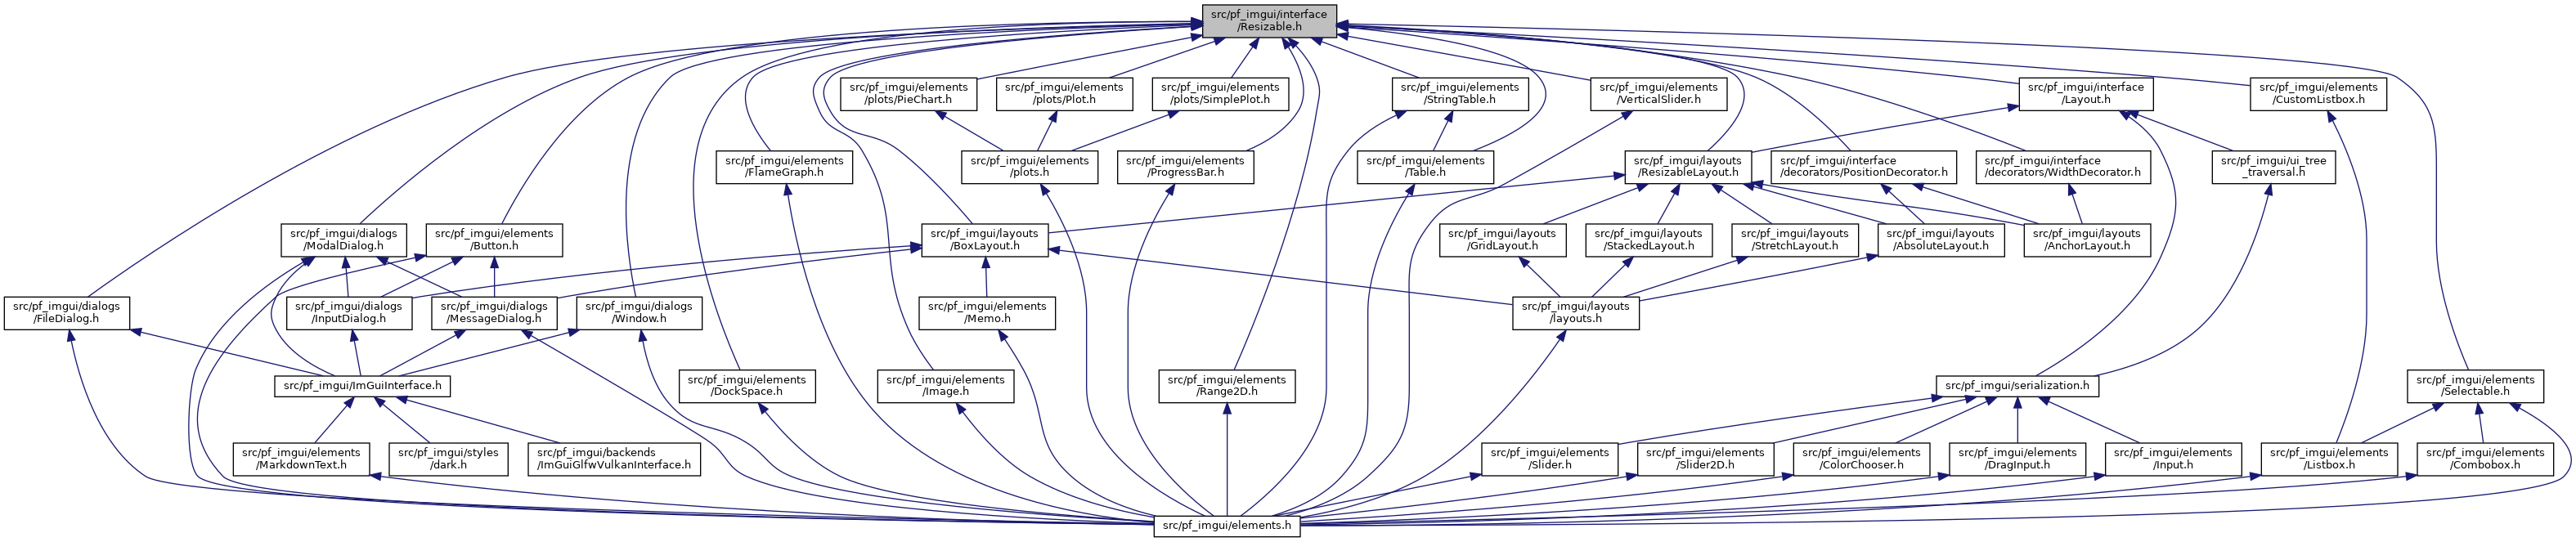 src/pf_imgui/interface
/Resizable.h
src/pf_imgui/elements
/plots/PieChart.h
src/pf_imgui/elements
/plots/Plot.h
src/pf_imgui/elements
/plots/SimplePlot.h
src/pf_imgui/elements
/StringTable.h
src/pf_imgui/elements
/VerticalSlider.h
src/pf_imgui/interface
/Layout.h
src/pf_imgui/elements
/CustomListbox.h
src/pf_imgui/elements
/FlameGraph.h
src/pf_imgui/elements
/plots.h
src/pf_imgui/elements
/ProgressBar.h
src/pf_imgui/elements
/Table.h
src/pf_imgui/layouts
/ResizableLayout.h
src/pf_imgui/interface
/decorators/PositionDecorator.h
src/pf_imgui/interface
/decorators/WidthDecorator.h
src/pf_imgui/ui_tree
_traversal.h
src/pf_imgui/dialogs
/ModalDialog.h
src/pf_imgui/elements
/Button.h
src/pf_imgui/layouts
/BoxLayout.h
src/pf_imgui/layouts
/GridLayout.h
src/pf_imgui/layouts
/StackedLayout.h
src/pf_imgui/layouts
/StretchLayout.h
src/pf_imgui/layouts
/AbsoluteLayout.h
src/pf_imgui/layouts
/AnchorLayout.h
src/pf_imgui/dialogs
/FileDialog.h
src/pf_imgui/dialogs
/InputDialog.h
src/pf_imgui/dialogs
/MessageDialog.h
src/pf_imgui/dialogs
/Window.h
src/pf_imgui/elements
/Memo.h
src/pf_imgui/layouts
/layouts.h
src/pf_imgui/ImGuiInterface.h
src/pf_imgui/elements
/DockSpace.h
src/pf_imgui/elements
/Image.h
src/pf_imgui/elements
/Range2D.h
src/pf_imgui/serialization.h
src/pf_imgui/elements
/Selectable.h
src/pf_imgui/elements
/MarkdownText.h
src/pf_imgui/styles
/dark.h
src/pf_imgui/backends
/ImGuiGlfwVulkanInterface.h
src/pf_imgui/elements
/Slider.h
src/pf_imgui/elements
/Slider2D.h
src/pf_imgui/elements
/ColorChooser.h
src/pf_imgui/elements
/DragInput.h
src/pf_imgui/elements
/Input.h
src/pf_imgui/elements
/Listbox.h
src/pf_imgui/elements
/Combobox.h
src/pf_imgui/elements.h